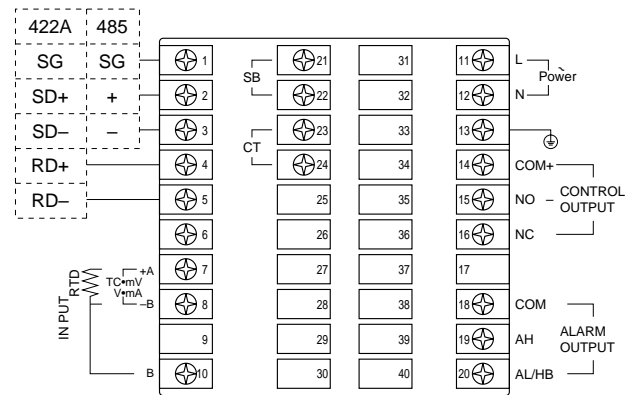 422A 485
SG SG 1 21 31 11 L
SB Power ~
SD+ + 2 22 32 12 N
SD– – 3 23 33 13
CT
RD+ 4 24 34 14 COM+
RD– 5 25 35 15 NO – CONTROL OUTPUT
6 26 36 16 NC
7 27 37 17
RTD TC•mV V•mA +A –B
IN PUT
8 28 38 18 COM
9 29 39 19 AH ALARM OUTPUT
B 10 30 40 20 AL/HB